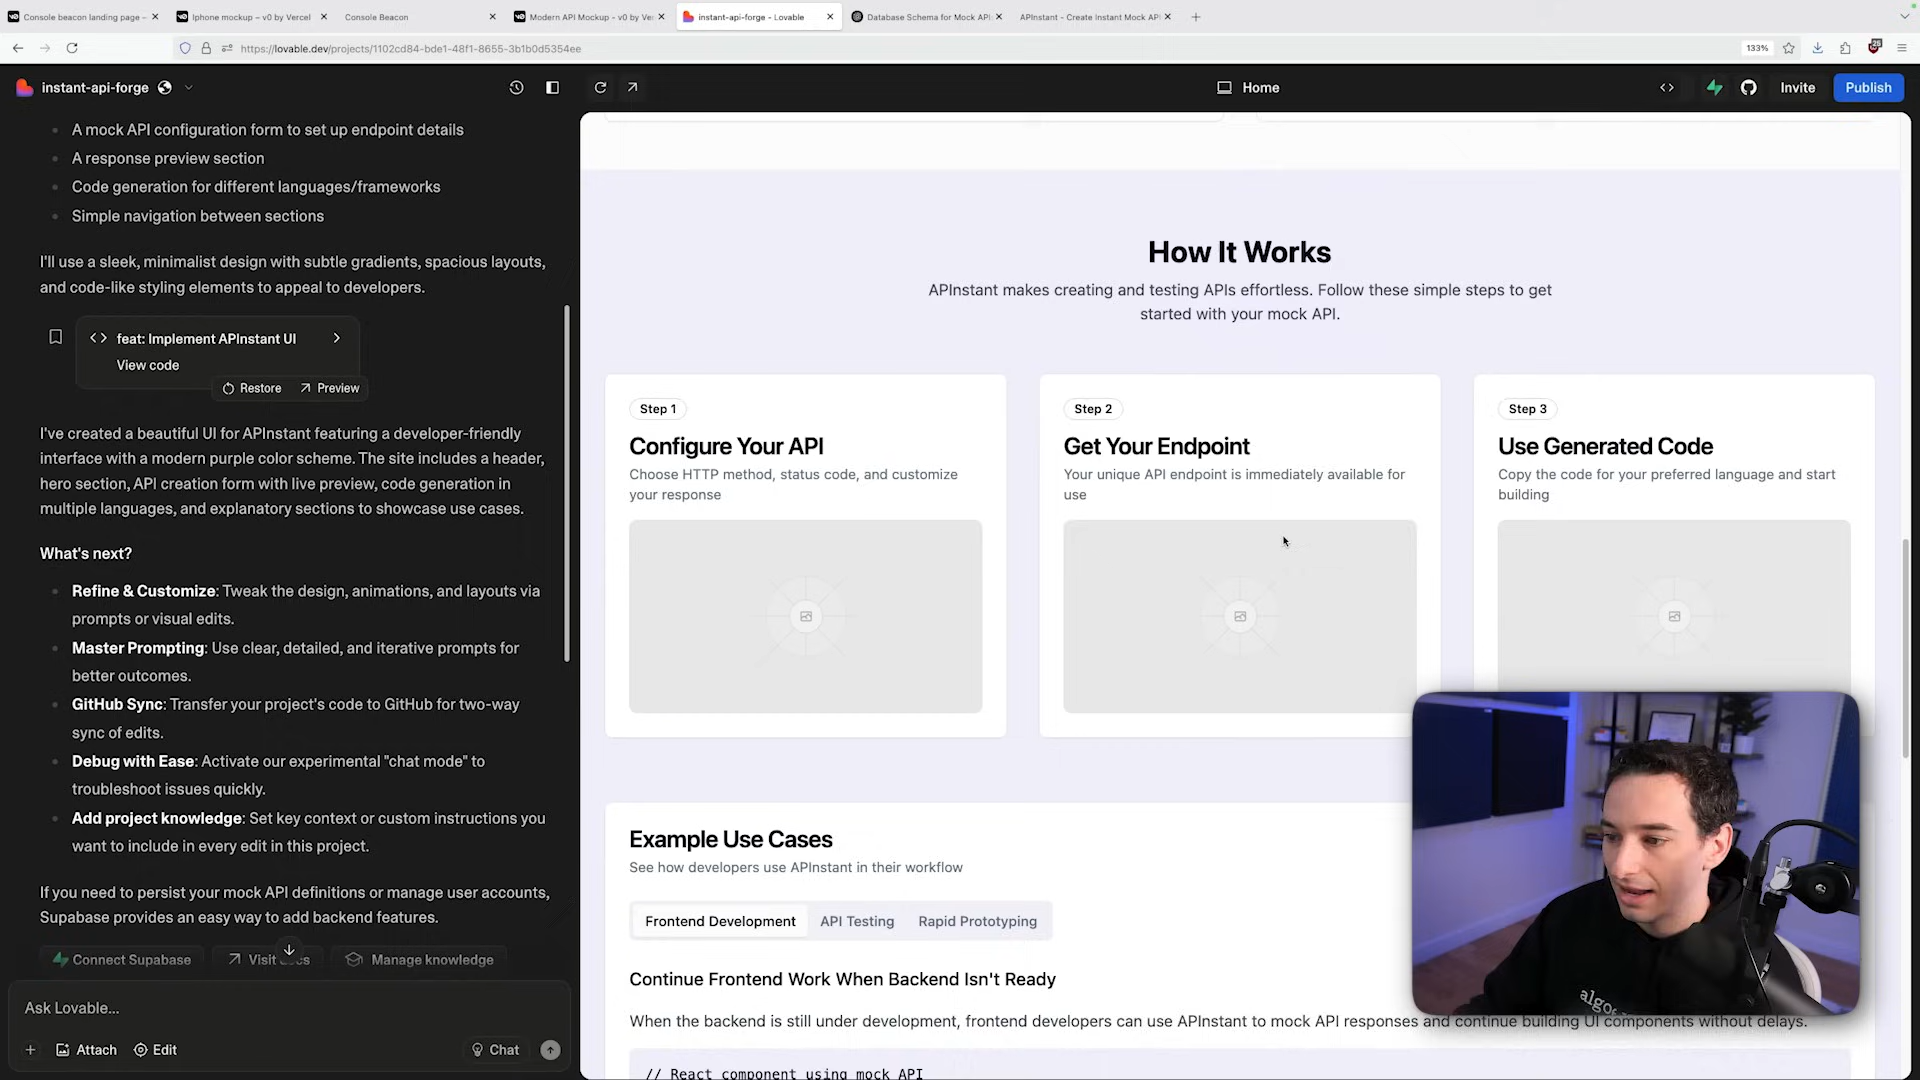 Console beacon landing page –
Iphone mockup – v0 by Vercel
Console Beacon
Modern API Mockup - v0 by Ve
instant-api-forge - Lovable
Database Schema for Mock API
APInstant - Create Instant Mock API
https://lovable.dev/projects/1102cd84-bde1-48f1-8655-3b1b0d5354ee
133%
25
instant-api-forge
Home
Invite
Publish
A mock API configuration form to set up endpoint details
A response preview section
Code generation for different languages/frameworks
Simple navigation between sections
I'll use a sleek, minimalist design with subtle gradients, spacious layouts,
and code-like styling elements to appeal to developers.
feat: Implement APInstant UI
View code
Restore
Preview
I've created a beautiful UI for APInstant featuring a developer-friendly
interface with a modern purple color scheme. The site includes a header,
hero section, API creation form with live preview, code generation in
multiple languages, and explanatory sections to showcase use cases.
What's next?
Refine & Customize: Tweak the design, animations, and layouts via
prompts or visual edits.
Master Prompting: Use clear, detailed, and iterative prompts for
better outcomes.
GitHub Sync: Transfer your project's code to GitHub for two-way
sync of edits.
Debug with Ease: Activate our experimental "chat mode" to
troubleshoot issues quickly.
Add project knowledge: Set key context or custom instructions you
want to include in every edit in this project.
If you need to persist your mock API definitions or manage user accounts,
Supabase provides an easy way to add backend features.
Connect Supabase
Visit
Manage knowledge
Ask Lovable...
Attach
Edit
Chat
How It Works
APInstant makes creating and testing APIs effortless. Follow these simple steps to get
started with your mock API.
Step 1
Configure Your API
Choose HTTP method, status code, and customize
your response
Step 2
Get Your Endpoint
Your unique API endpoint is immediately available for
use
Step 3
Use Generated Code
Copy the code for your preferred language and start
building
Example Use Cases
See how developers use APInstant in their workflow
Frontend Development
API Testing
Rapid Prototyping
Continue Frontend Work When Backend Isn't Ready
When the backend is still under development, frontend developers can use APInstant to mock API responses and continue building UI components without delays.
// React component using mock API
algo